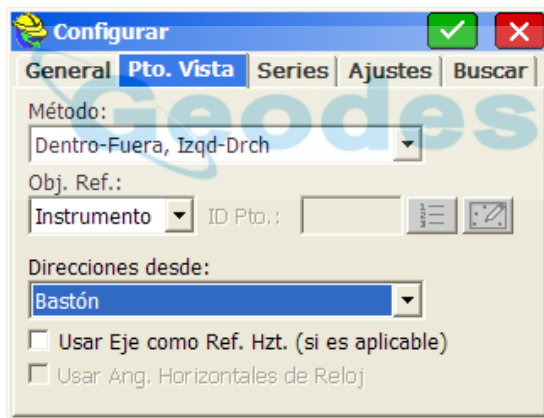 Configurar
General Pto. Vista Series Ajustes Buscar
Geodes
Método:
Dentro-Fuera, Izqd-Drch
Obj. Ref.:
Instrumento ID Pto.:
Direcciones desde:
Bastón
Usar Eje como Ref. Hzt. (si es aplicable)
Usar Ang. Horizontales de Reloj